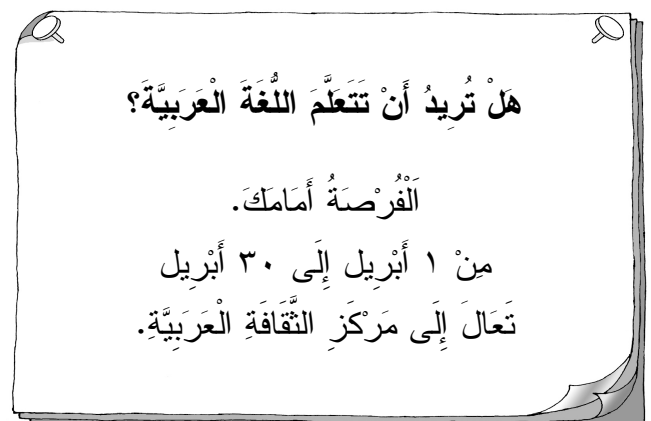 هَلْ تُرِيدُ أَنْ تَتَعَلَّمَ اللُّغَةَ الْعَرَبِيَّةَ؟
اَلْفُرْصَةُ أَمَامَكَ.
مِنْ ١ أَبْرِيل إِلَى ٣٠ أَبْرِيل
تَعَالَ إِلَى مَرْكَزِ الثَّقَافَةِ الْعَرَبِيَّةِ.